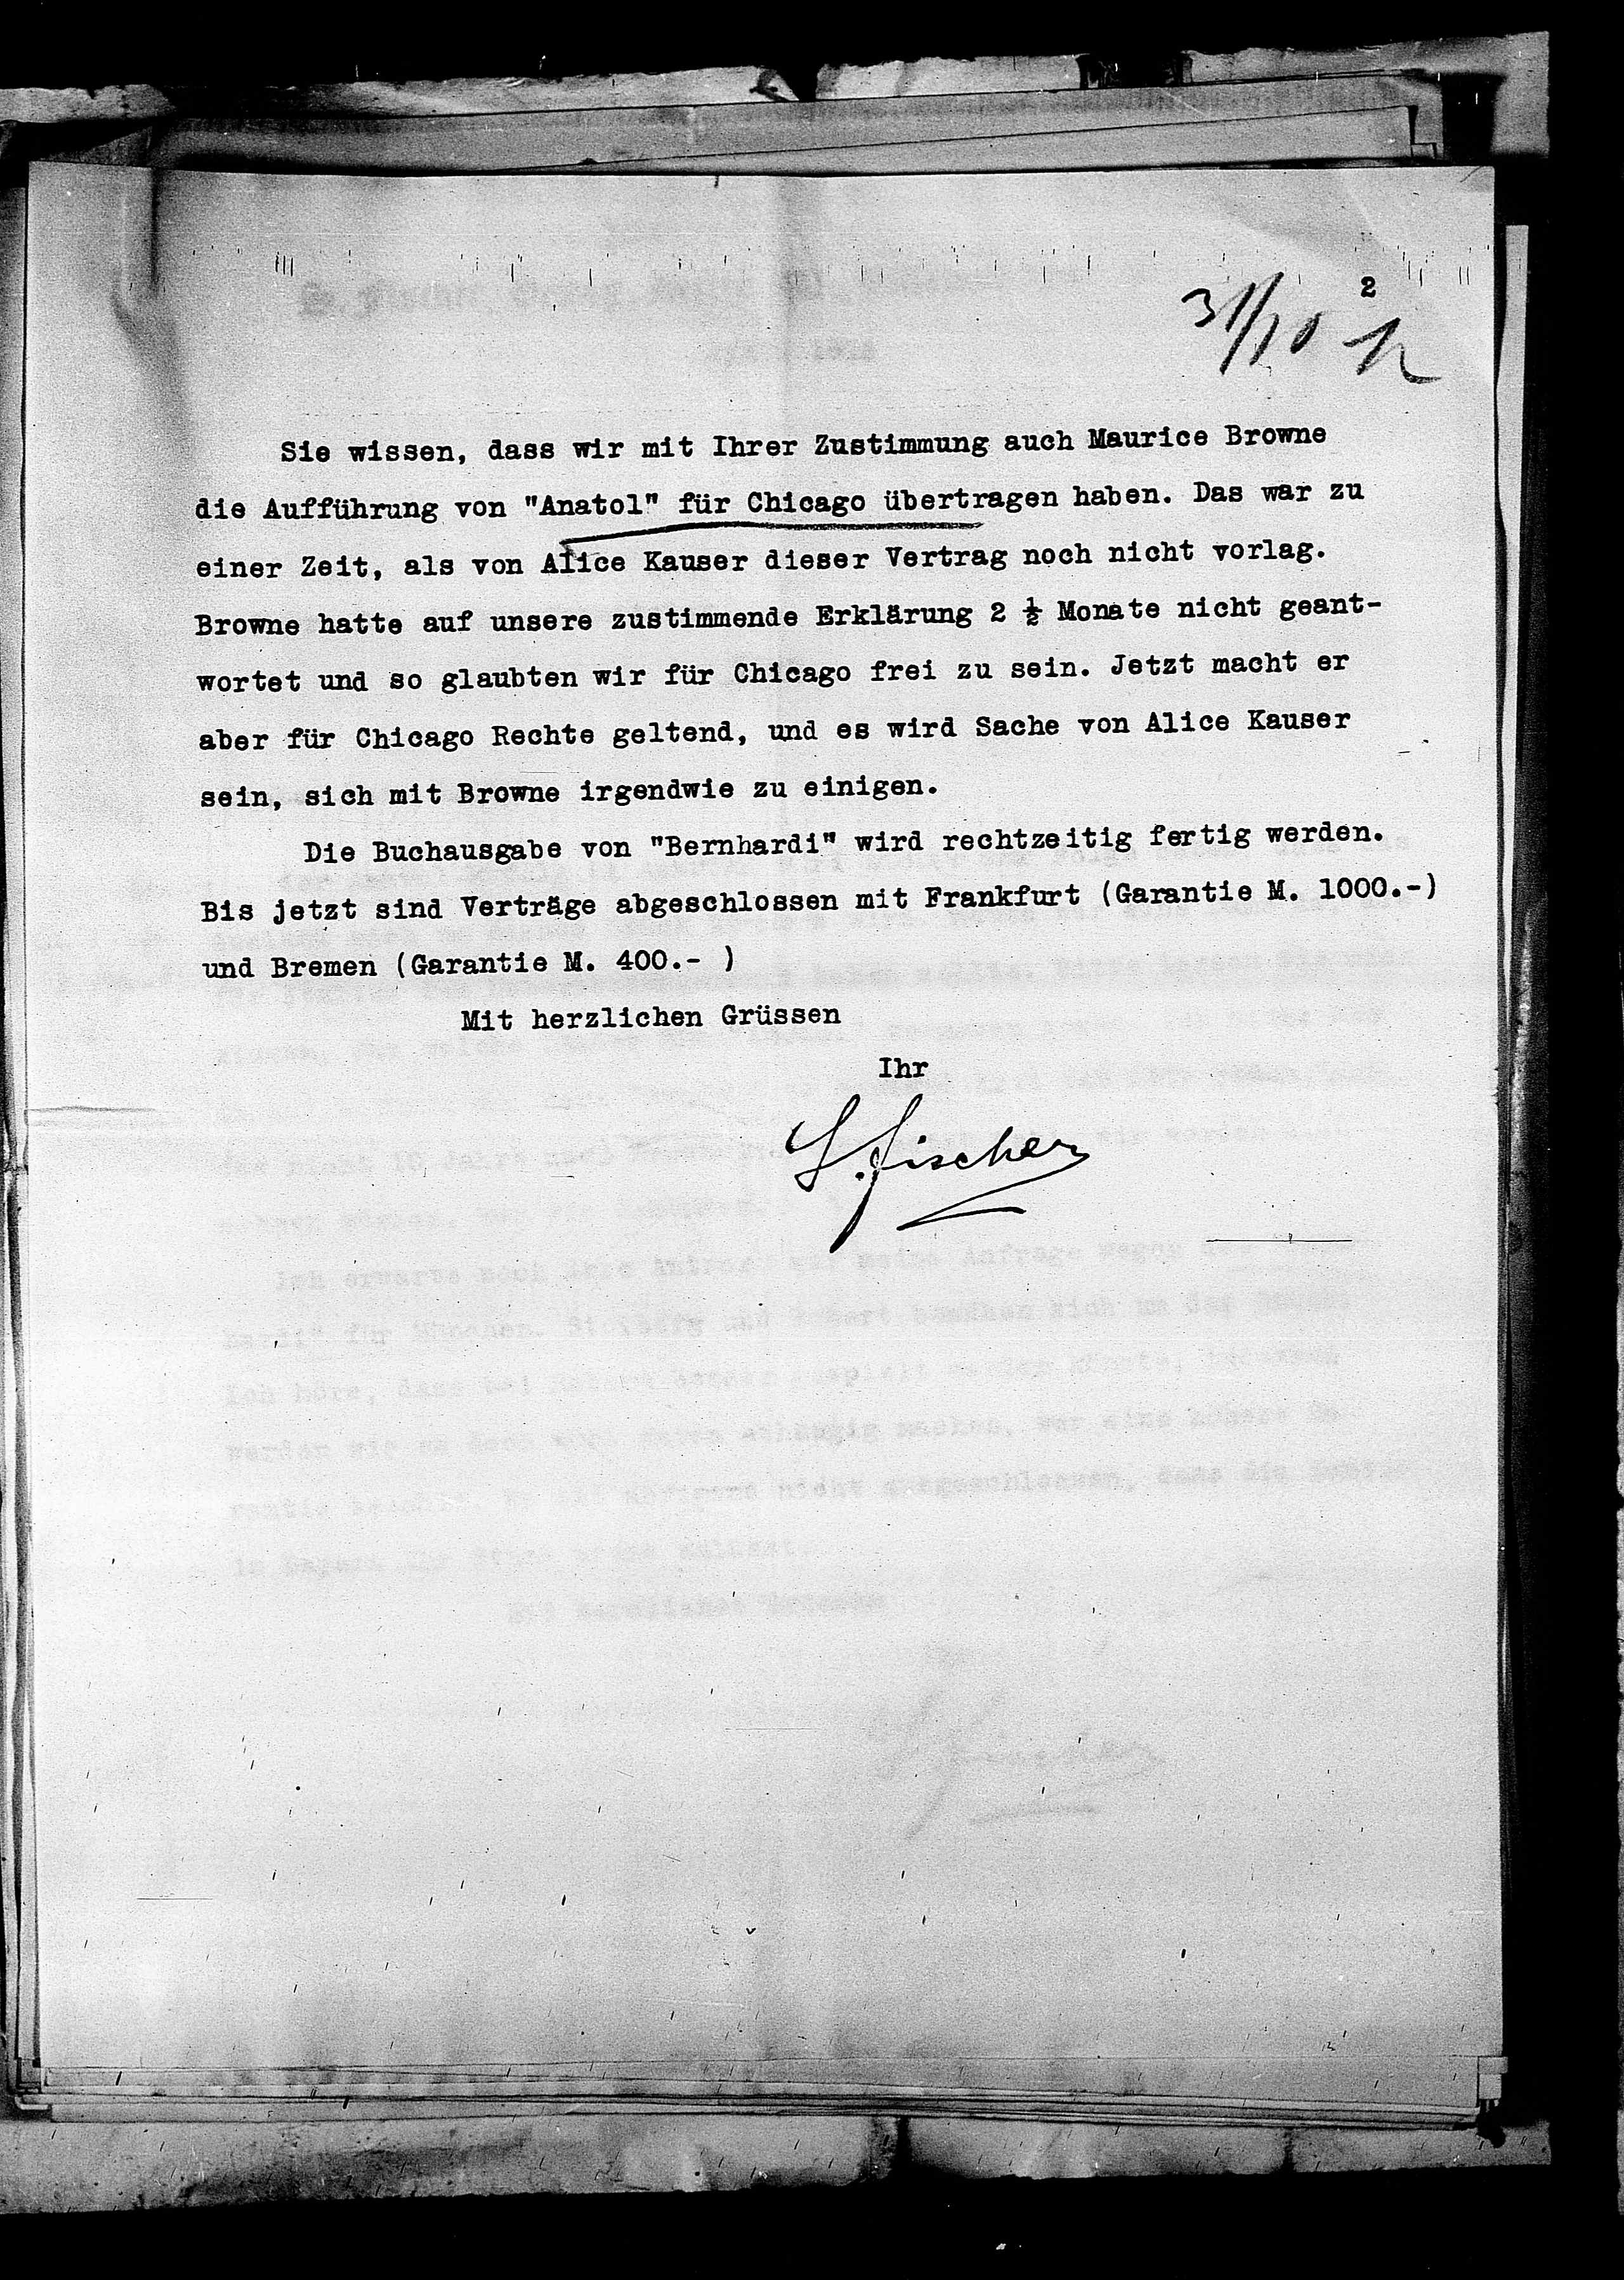 2
31/10 12
Sie wissen, dass wir mit Ihrer Zustimmung auch Maurice Browne
die Aufführung von "Anatol" für Chicago übertragen haben. Das war zu
einer Zeit, als von Alice Kauser dieser Vertrag noch nicht vorlag.
Browne hatte auf unsere zustimmende Erklärung 2 ½ Monate nicht geant-
wortet und so glaubten wir für Chicago frei zu sein. Jetzt macht er
aber für Chicago Rechte geltend, und es wird Sache von Alice Kauser
sein, sich mit Browne irgendwie zu einigen.
Die Buchausgabe von "Bernhardi" wird rechtzeitig fertig werden.
Bis jetzt sind Verträge abgeschlossen mit Frankfurt (Garantie M. 1000.-)
und Bremen (Garantie M. 400.- )
Mit herzlichen Grüssen
Ihr
S. Fischer